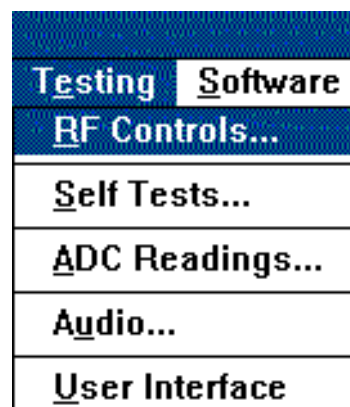 Testing Software
RF Controls...
Self Tests...
ADC Readings...
Audio...
User Interface